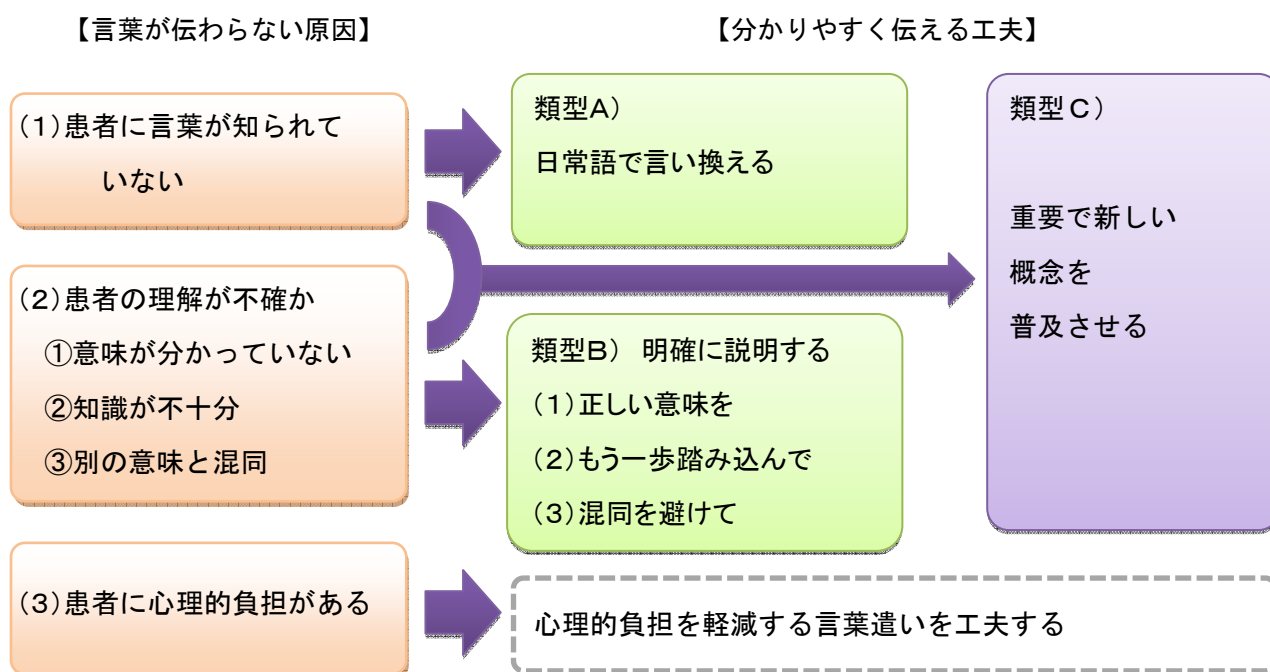 【言葉が伝わらない原因】
(1)患者に言葉が知られて
いない
(2)患者の理解が不確か
①意味が分かっていない
②知識が不十分
③別の意味と混同
(3)患者に心理的負担がある
【分かりやすく伝える工夫】
類型A)
日常語で言い換える
類型B) 明確に説明する
(1)正しい意味を
(2)もう一歩踏み込んで
(3)混同を避けて
類型C)
重要で新しい
概念を
普及させる
心理的負担を軽減する言葉遣いを工夫する